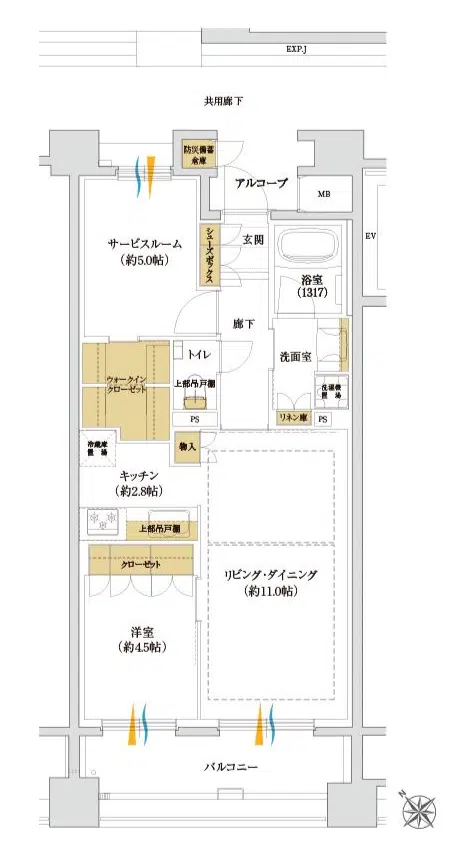 EXP.J
共用廊下
防災備蓄
倉庫
アルコーブ
MB
サービスルーム
(約5.0帖)
シューズボックス
玄関
EV
浴室
(1317)
廊下
トイレ
洗面室
ウォークイン
クローゼット
上部吊戸棚
洗濯機
置場
PS
リネン庫
PS
冷蔵庫
置場
物入
キッチン
(約2.8帖)
上部吊戸棚
クローゼット
リビング・ダイニング
(約11.0帖)
洋室
(約4.5帖)
バルコニー
N